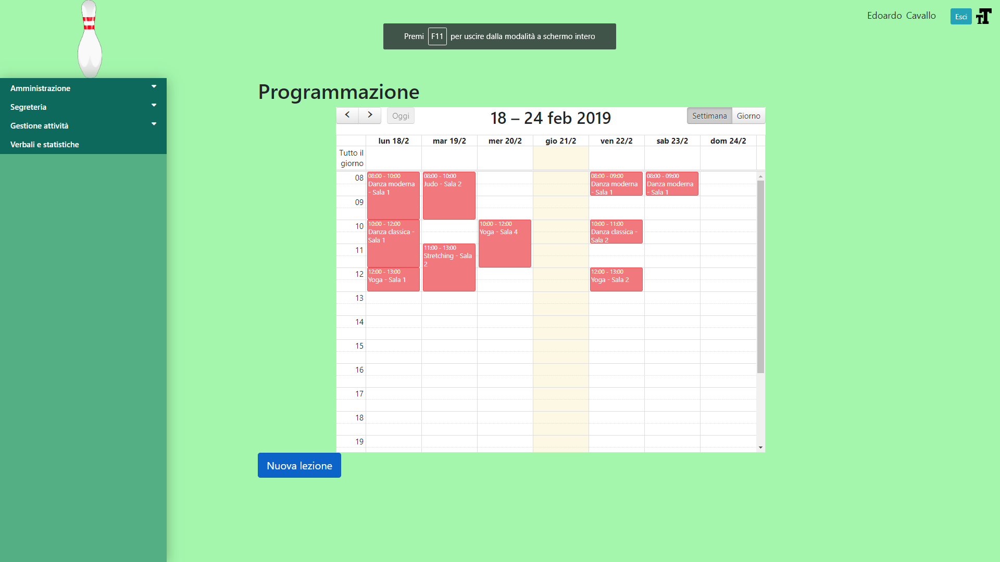 Edoardo Cavallo
Esci
Premi F11 per uscire dalla modalità a schermo intero
Amministrazione
Segreteria
Gestione attività
Verbali e statistiche
Programmazione
Oggi
18 – 24 feb 2019
Settimana
Giorno
lun 18/2
mar 19/2
mer 20/2
gio 21/2
ven 22/2
sab 23/2
dom 24/2
Tutto il
giorno
08
09
10
11
12
13
14
15
16
17
18
19
08:00 - 10:00
Danza moderna
- Sala 1
10:00 - 12:00
Danza classica -
Sala 1
12:00 - 13:00
Yoga - Sala 1
08:00 - 10:00
Judo - Sala 2
11:00 - 13:00
Stretching - Sala
2
10:00 - 12:00
Yoga - Sala 4
08:00 - 09:00
Danza moderna
- Sala 1
10:00 - 11:00
Danza classica -
Sala 2
12:00 - 13:00
Yoga - Sala 2
08:00 - 09:00
Danza moderna
- Sala 1
Nuova lezione